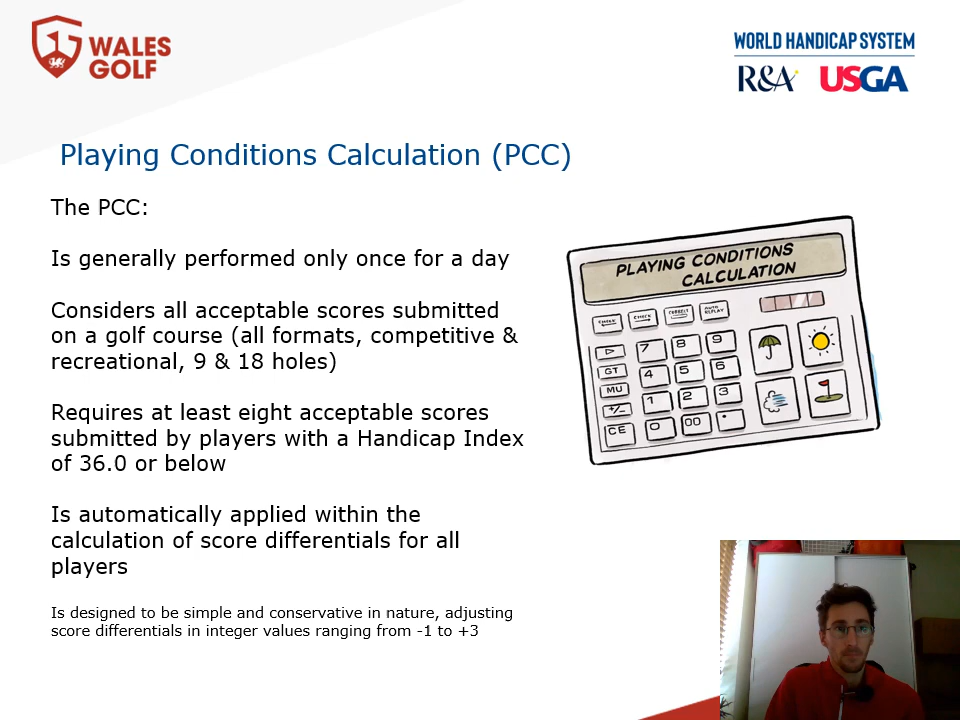 WALES
GOLF
WORLD HANDICAP SYSTEM
R&A USGA
Playing Conditions Calculation (PCC)
The PCC:
Is generally performed only once for a day
Considers all acceptable scores submitted
on a golf course (all formats, competitive &
recreational, 9 & 18 holes)
Requires at least eight acceptable scores
submitted by players with a Handicap Index
of 36.0 or below
Is automatically applied within the
calculation of score differentials for all
players
Is designed to be simple and conservative in nature, adjusting
score differentials in integer values ranging from -1 to +3
PLAYING CONDITIONS
CALCULATION
CHECK CORRECT AUTO
REPLAY
7 8 9
GT 4 5 6
MU 1 2 3
+/- 0 00 .
CE